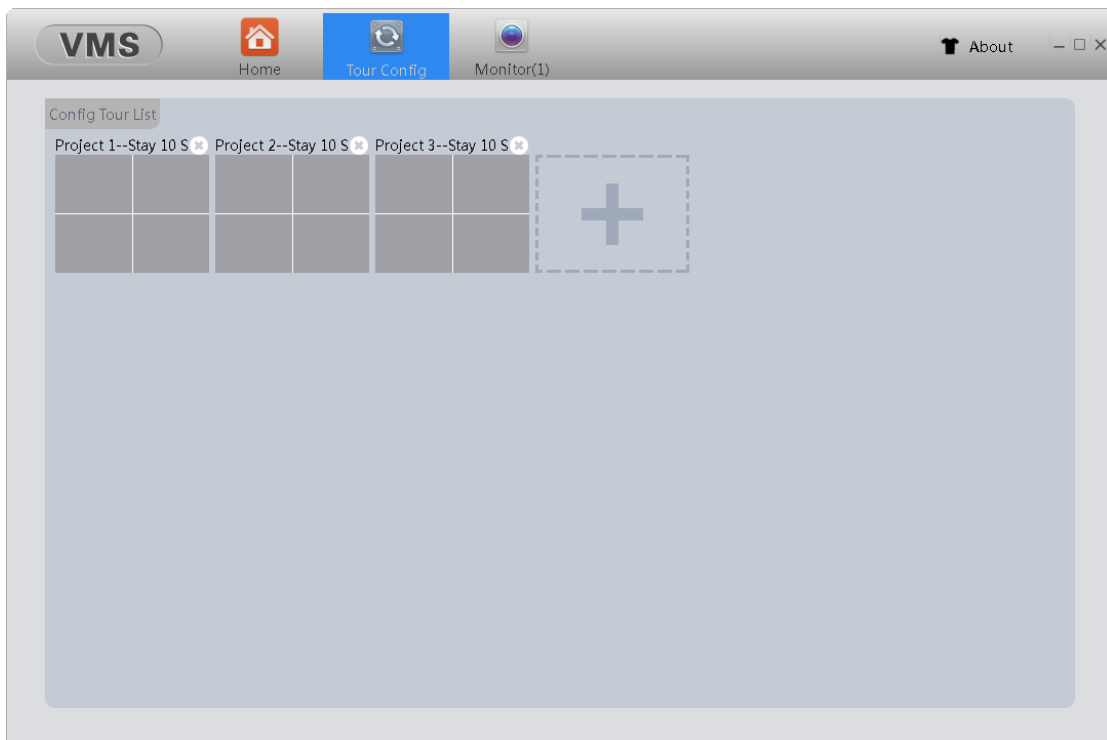 VMS
Home
Tour Config
Monitor(1)
About
Config Tour List
Project 1--Stay 10 S
Project 2--Stay 10 S
Project 3--Stay 10 S